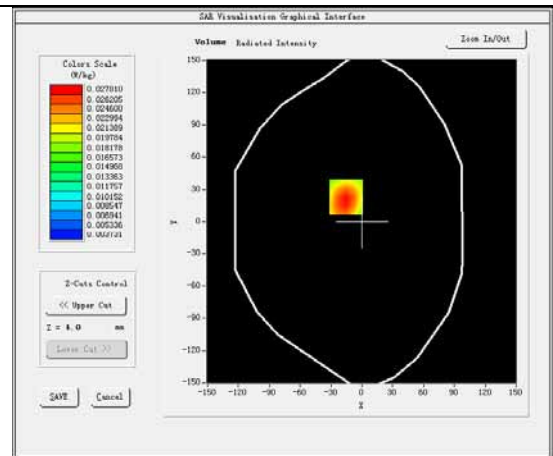 SAR Visualisation Graphical Interface
Volume Radiated Intensity
Zoom In/Out
Colors Scale
(W/kg)
0.027810
0.026205
0.024600
0.022994
0.021389
0.019784
0.018178
0.016573
0.014968
0.013363
0.011757
0.010152
0.008547
0.006941
0.005336
0.003731
Z-Cuts Control
<< Upper Cut
Z = 4.0 mm
Lower Cut >>
SAVE
Cancel
150
120
90
60
30
0
-30
-60
-90
-120
-150
Y
-150 -120 -90 -60 -30 0 30 60 90 120 150
X